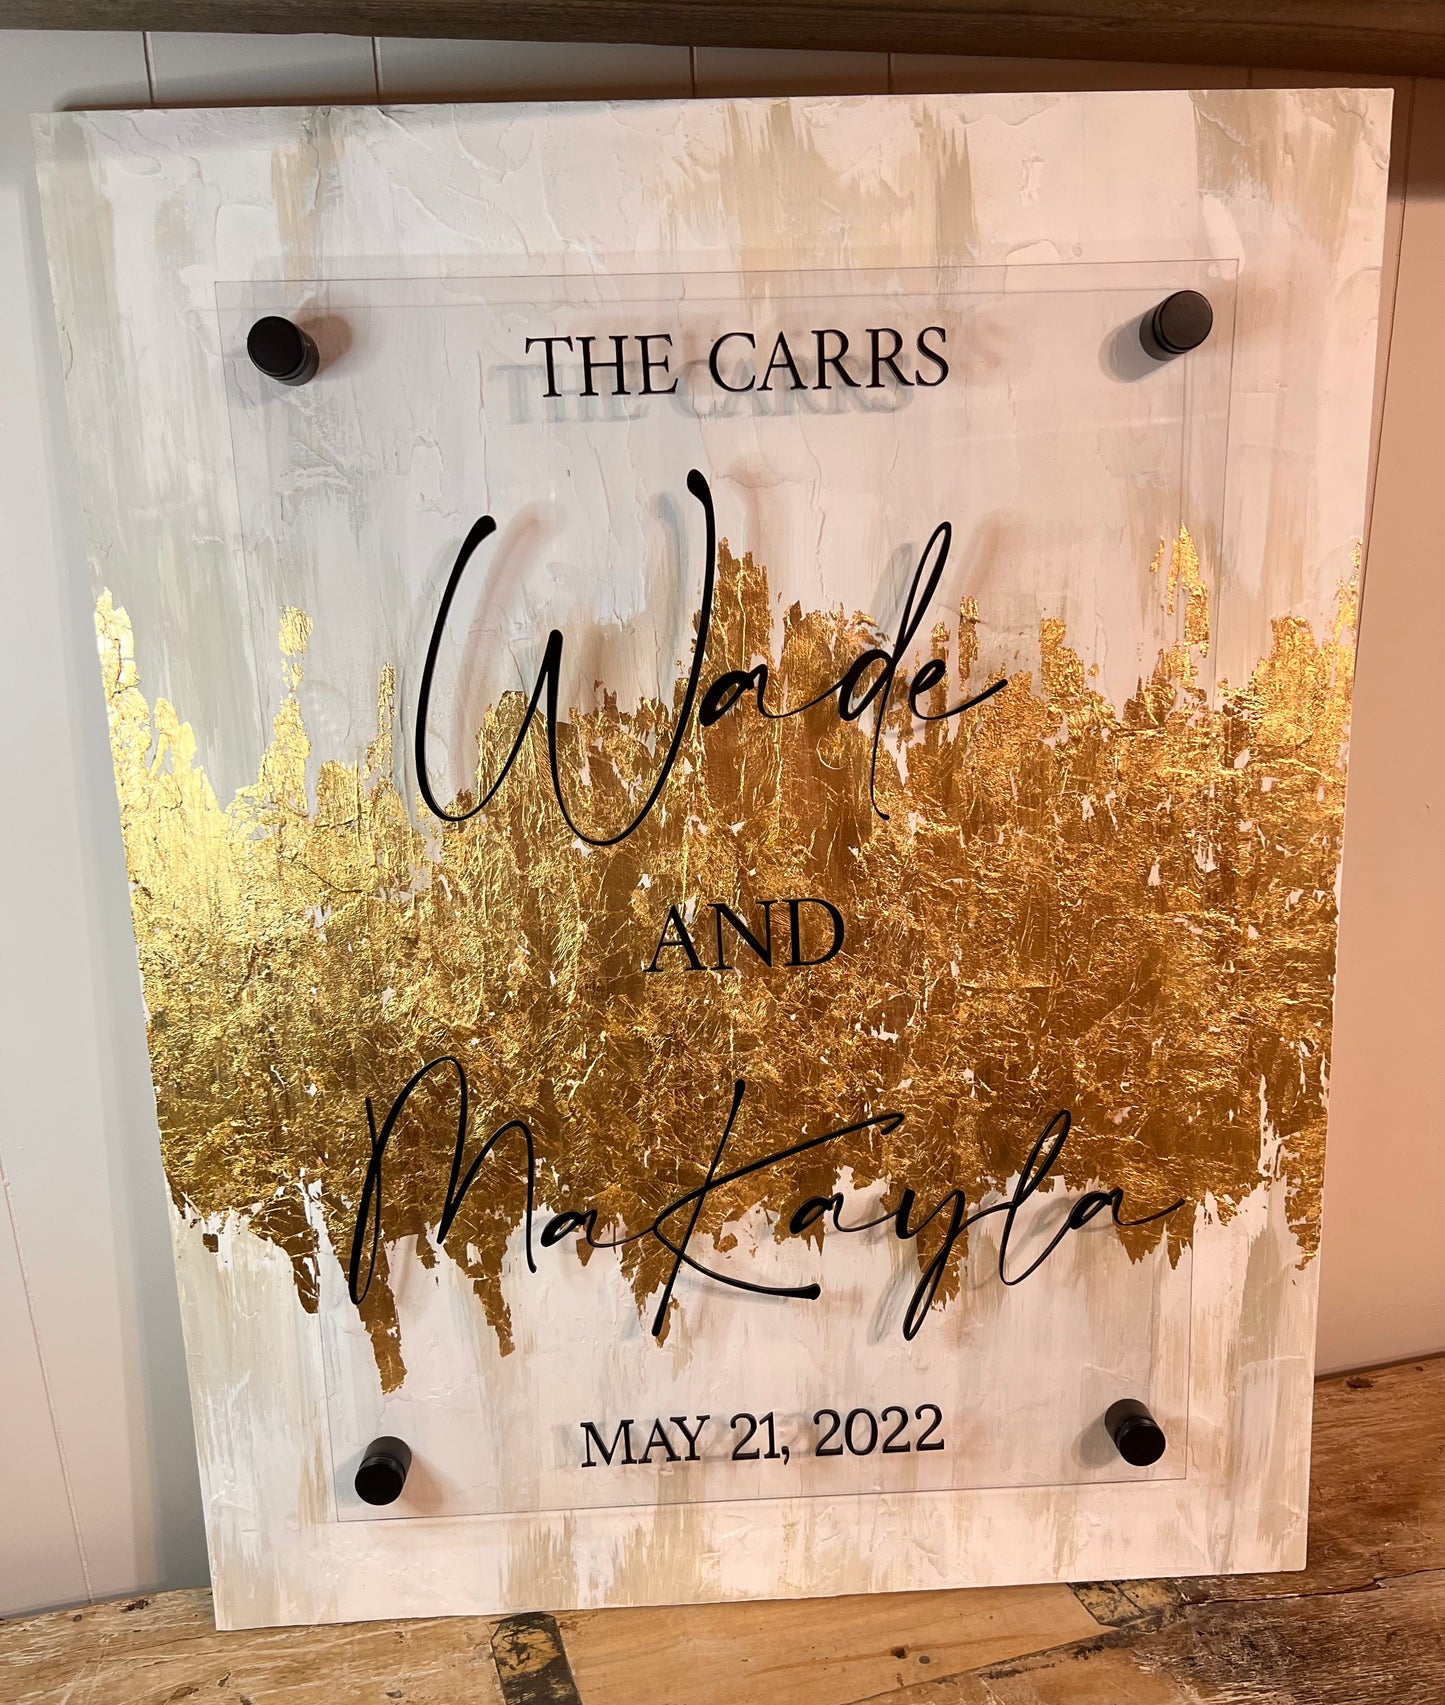 THE CARRS
Wade
AND
MaKayla
MAY 21, 2022